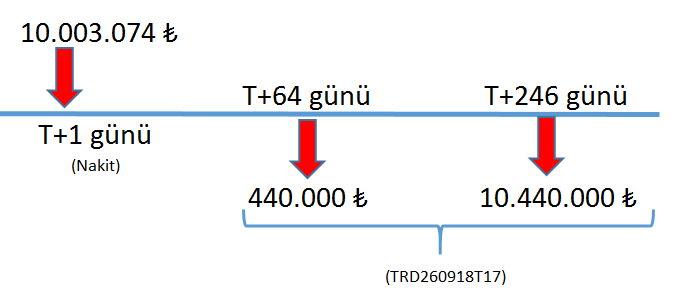 10.003.074 ₺
T+64 günü
T+246 günü
T+1 günü
(Nakit)
440.000 ₺
10.440.000 ₺
(TRD260918T17)